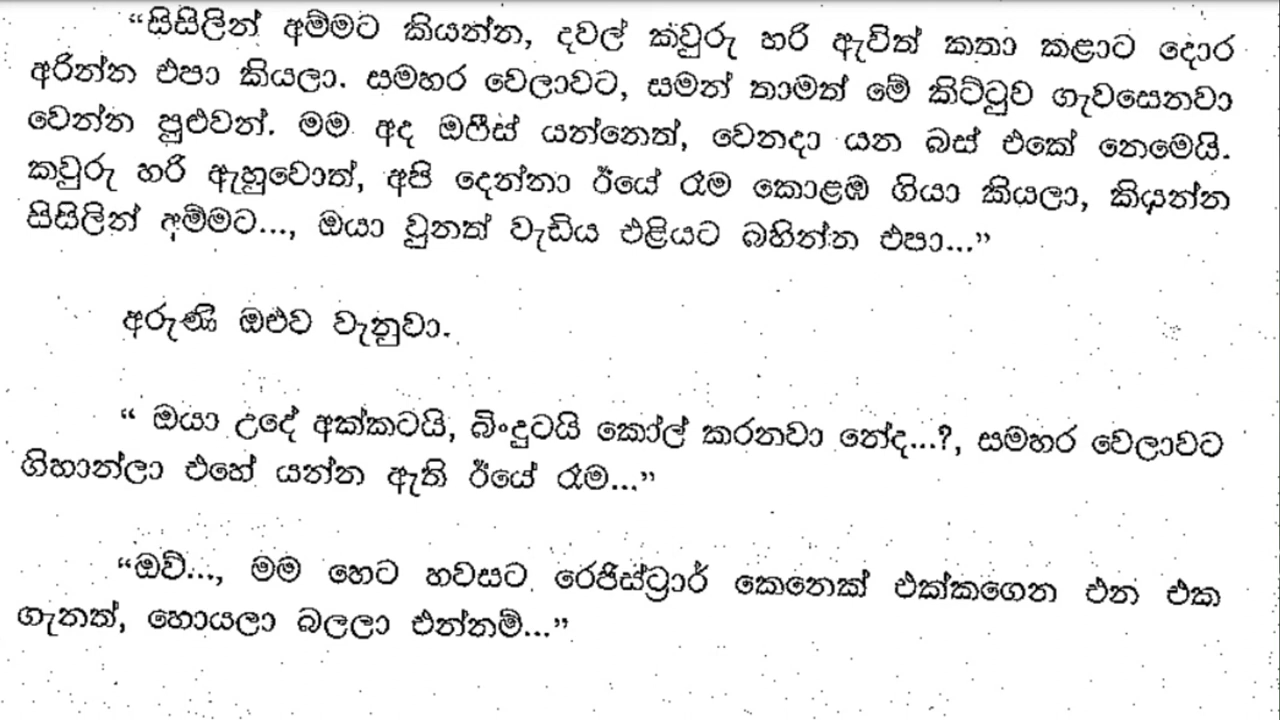 “සිසිලින් අම්මට කියන්න, දවල් කවුරු හරි ඇවිත් කතා කළාට දොර
අරින්න එපා කියලා. සමහර වෙලාවට, සමන් තාමත් මේ කිට්ටුව ගැවසෙනවා
වෙන්න පුළුවන්. මම අද ඔෆීස් යන්නෙත්, වෙනදා යන බස් එකේ නෙමෙයි.
කවුරු හරි ඇහුවොත්, අපි දෙන්නා ඊයේ රෑම කොළඹ ගියා කියලා, කියන්න
සිසිලින් අම්මට..., ඔයා වුනත් වැඩිය එළියට බහින්න එපා...”
අරුණි ඔළුව වැනුවා.
“ ඔයා උදේ අක්කටයි, බිංදුටයි කෝල් කරනවා නේද...?, සමහර වෙලාවට
ගිහාන්ලා එහේ යන්න ඇති ඊයේ රෑම...”
“ඔව්..., මම හෙට හවසට රෙජිස්ට්‍රාර් කෙනෙක් එක්කගෙන එන එක
ගැනත්, හොයලා බලලා එන්නම්...”